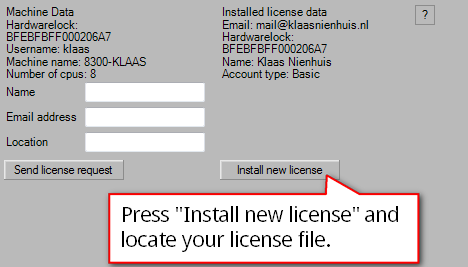 Machine Data
Hardwarelock:
BFEBFBFF000206A7
Username: klaas
Machine name: 8300-KLAAS
Number of cpus: 8
Installed license data
Email: mail@klaasnienhuis.nl
Hardwarelock:
BFEBFBFF000206A7
Name: Klaas Nienhuis
Account type: Basic
?
Name
Email address
Location
Send license request
Install new license
Press "Install new license" and
locate your license file.